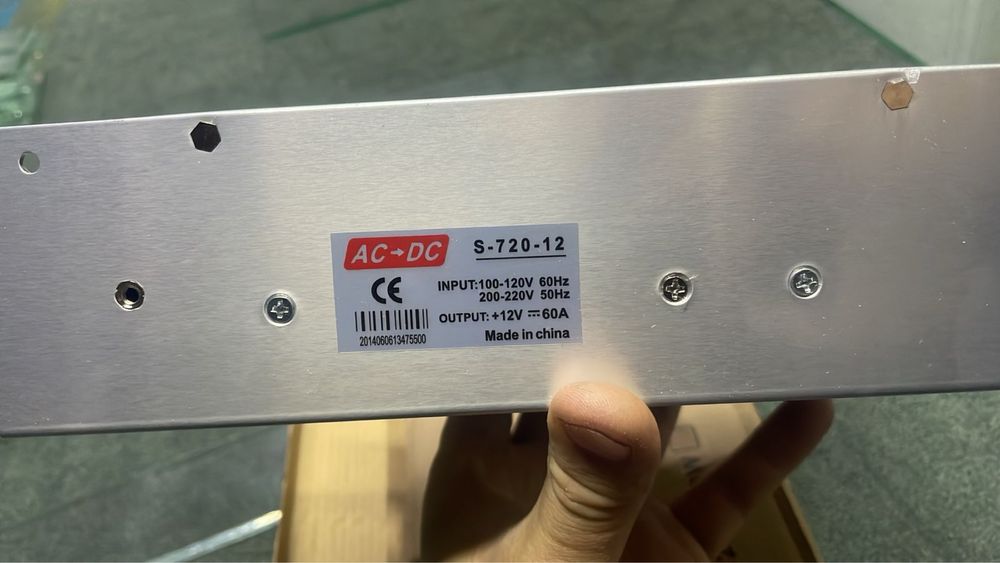 AC→DC
S-720-12
INPUT:100-120V 60Hz
200-220V 50Hz
CE
OUTPUT: +12V ⎓ 60A
2014060613475500
Made in china